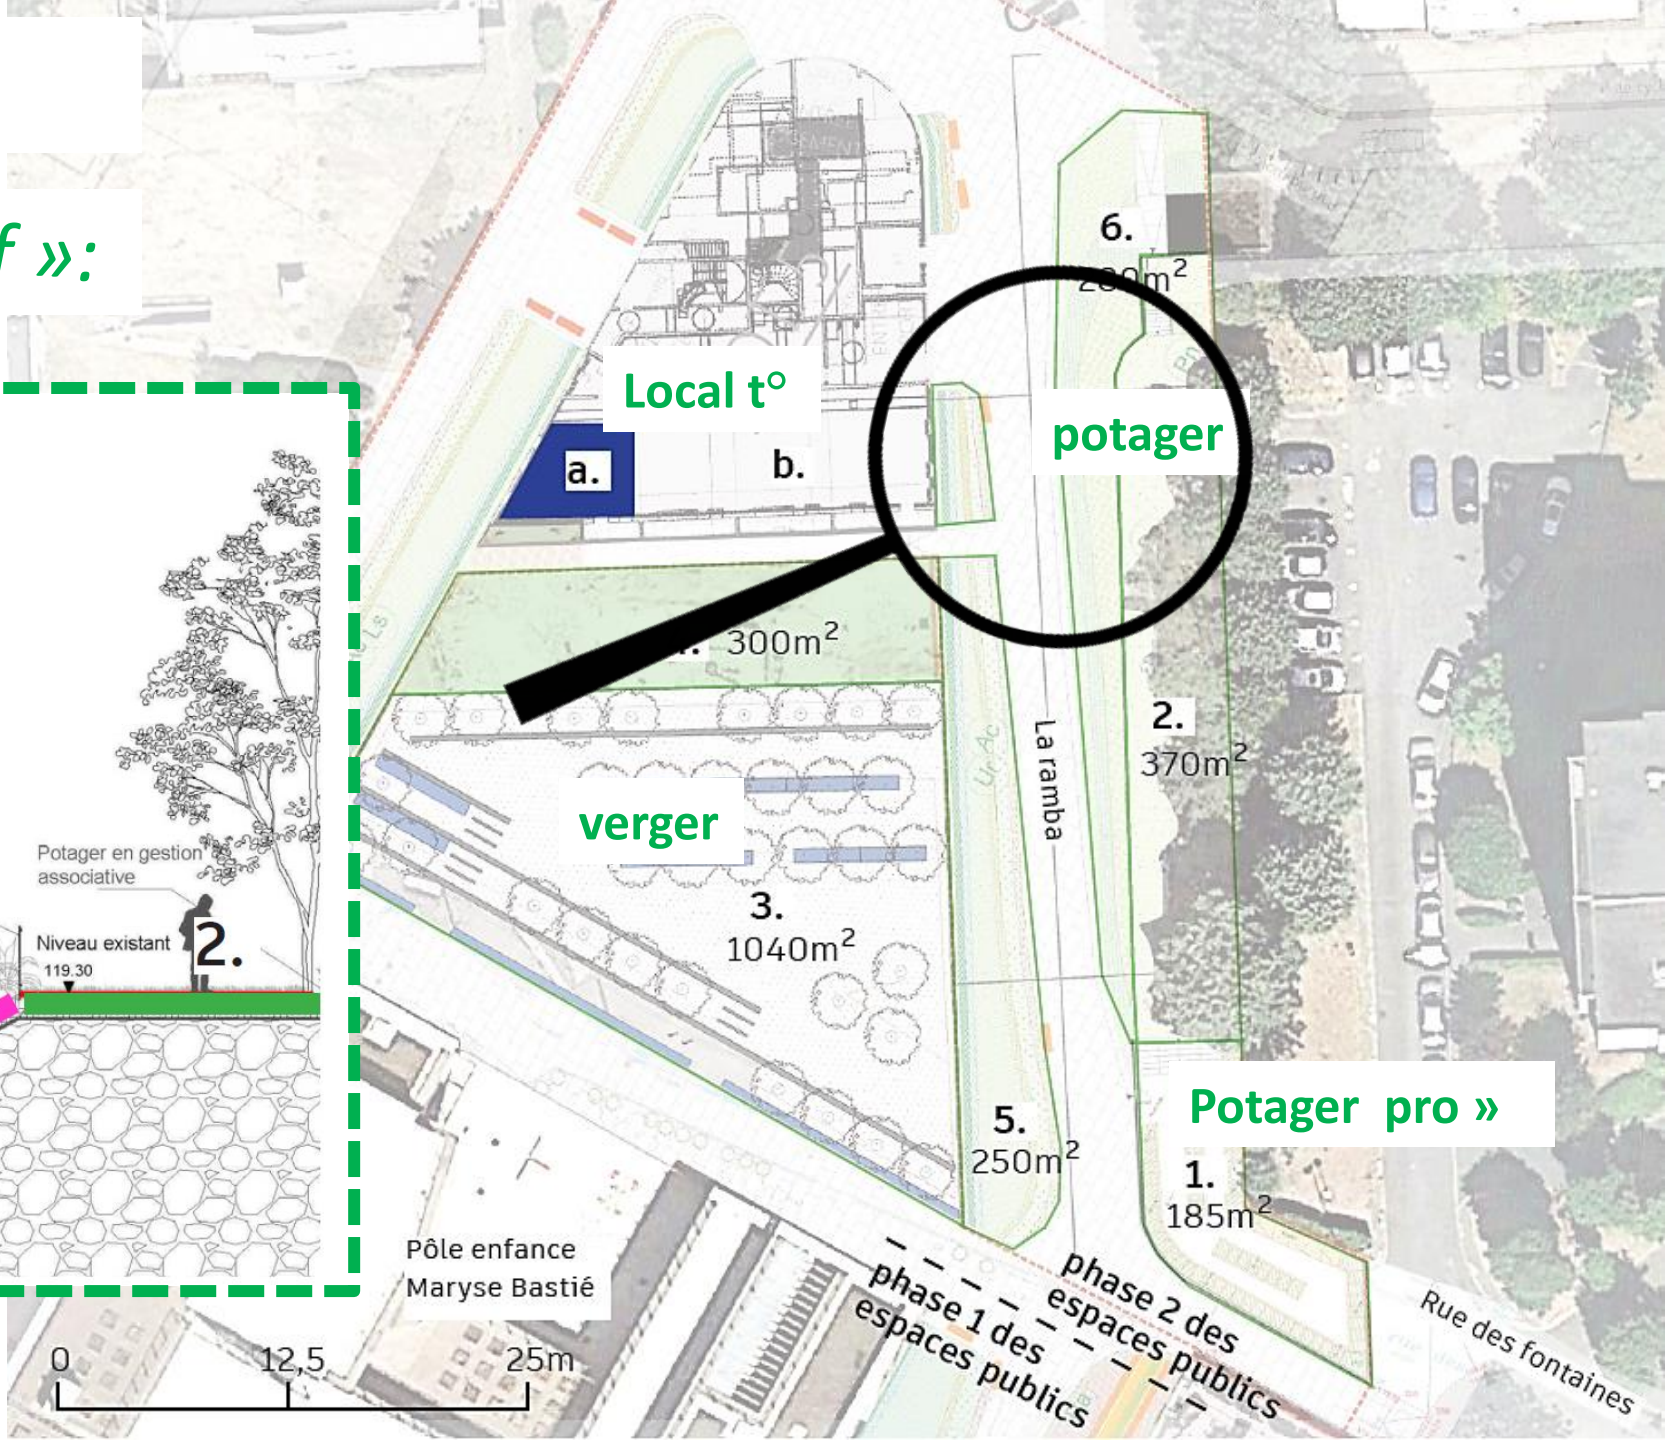 f »:
6.
m²
Local t°
potager
a.
b.
300m²
La ramba
2.
370m²
verger
Potager en gestion
associative
2.
Niveau existant
119.30
3.
1040m²
Ur Ac
Potager pro »
5.
250m²
1.
185m²
Pôle enfance
Maryse Bastié
phase 1 des
espaces publics
phase 2 des
espaces publics
Rue des fontaines
0 12,5 25m